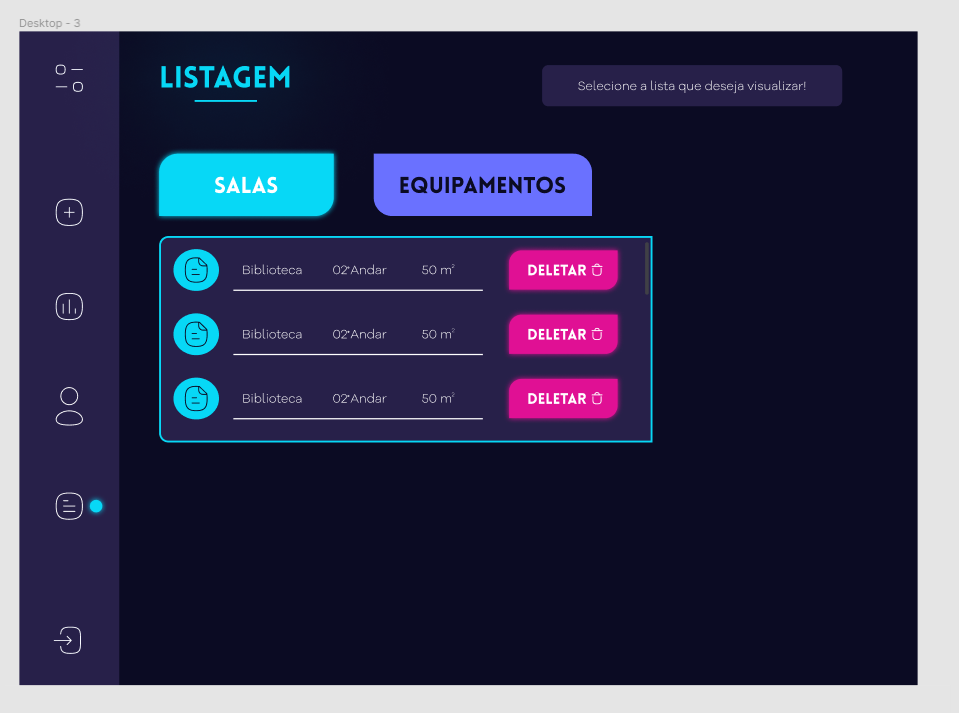 Desktop - 3
LISTAGEM
Selecione a lista que deseja visualizar!
SALAS
EQUIPAMENTOS
Biblioteca 02°Andar 50 m² DELETAR
Biblioteca 02°Andar 50 m² DELETAR
Biblioteca 02°Andar 50 m² DELETAR